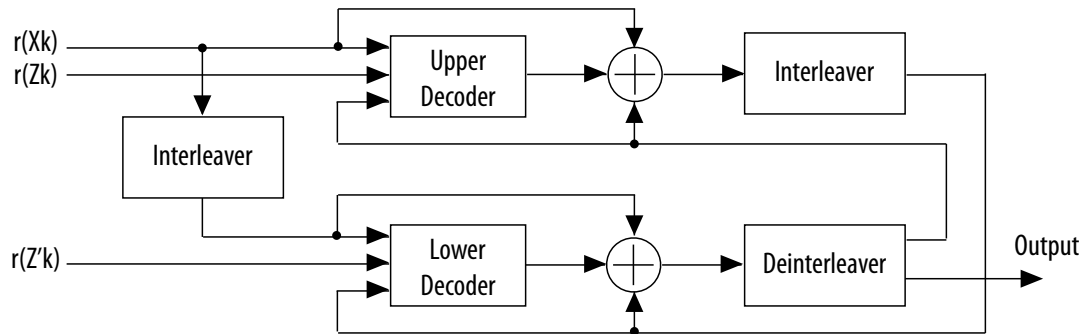 r(Xk)
r(Zk)
Upper
Decoder
Interleaver
Interleaver
r(Z'k)
Lower
Decoder
Deinterleaver
Output